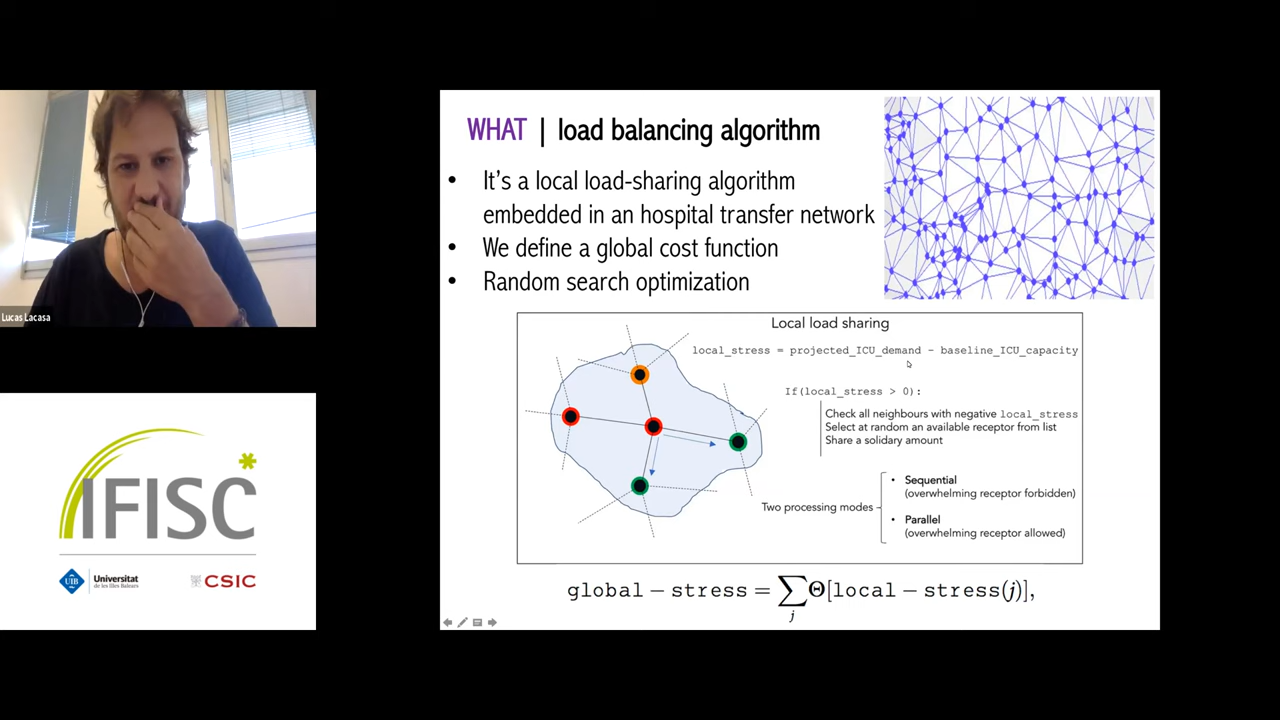 Lucas Lacasa
IFISC
UIB
Universitat
de les Illes Balears
CSIC
WHAT | load balancing algorithm
• It's a local load-sharing algorithm
embedded in an hospital transfer network
• We define a global cost function
• Random search optimization
Local load sharing
local_stress = projected_ICU_demand - baseline_ICU_capacity
If(local_stress > 0):
Check all neighbours with negative local_stress
Select at random an available receptor from list
Share a solidary amount
Two processing modes
• Sequential
(overwhelming receptor forbidden)
• Parallel
(overwhelming receptor allowed)
global − stress = ∑_j Θ[local − stress(j)],